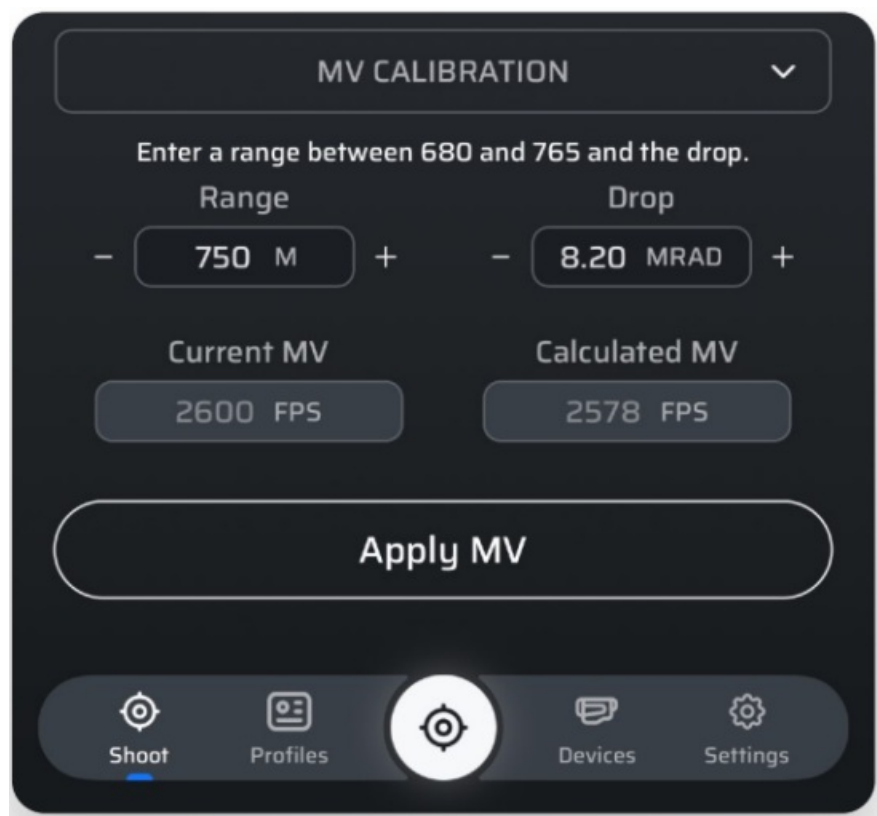 MV CALIBRATION
Enter a range between 680 and 765 and the drop.
Range Drop
- 750 M + - 8.20 MRAD +
Current MV Calculated MV
2600 FPS 2578 FPS
Apply MV
Shoot Profiles Devices Settings